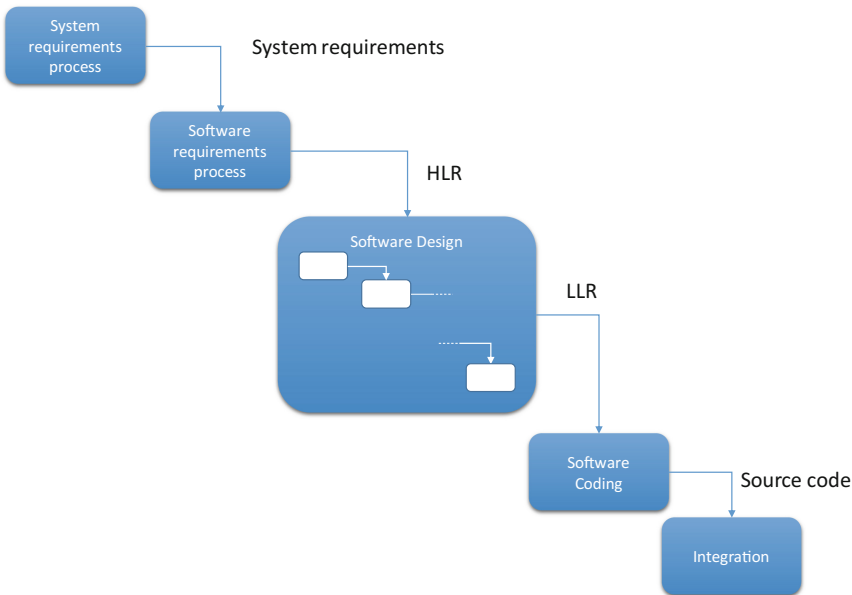 System
requirements
process
System requirements
Software
requirements
process
HLR
Software Design
LLR
Software
Coding
Source code
Integration